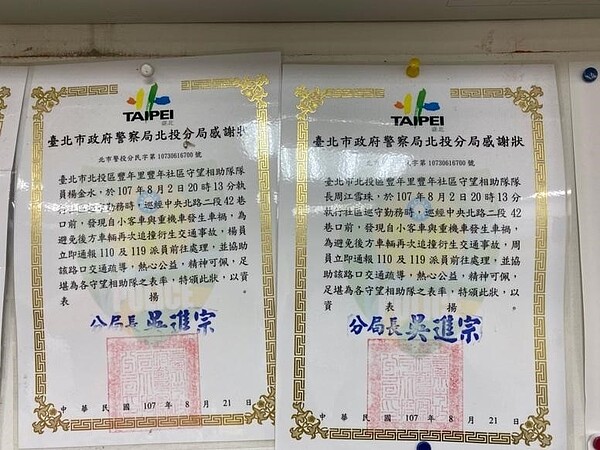 TAIPEI
臺北
臺北市政府警察局北投分局感謝狀
北市警投分民字第10730616700號
臺北市北投區豐年里豐年社區守望相助隊隊
員楊金水，於107年8月2日20時13分執
行社區巡守勤務時，巡經中央北路二段42
巷口前，發現自小客車與重機車發生車禍，為
避免後方車輛再次追撞衍生交通事故，楊員
立即通報110及119派員前往處理，並協助
該路口交通疏導，熱心公益，精神可佩，足
堪為各守望相助隊之表率，特頒此狀，以資
表揚
分局長 吳進宗
中華民國107年8月21日
TAIPEI
臺北
臺北市政府警察局北投分局感謝狀
北市警投分民字第10730616700號
臺北市北投區豐年里豐年社區守望相助隊隊
長周江雪珠，於107年8月2日20時13分
執行社區巡守勤務時，巡經中央北路二段42
巷口前，發現自小客車與重機車發生車禍，為
避免後方車輛再次追撞衍生交通事故，周員
立即通報110及119派員前往處理，並協助
該路口交通疏導，熱心公益，精神可佩，足
堪為各守望相助隊之表率，特頒此狀，以
資表揚
分局長 吳進宗
中華民國107年8月21日